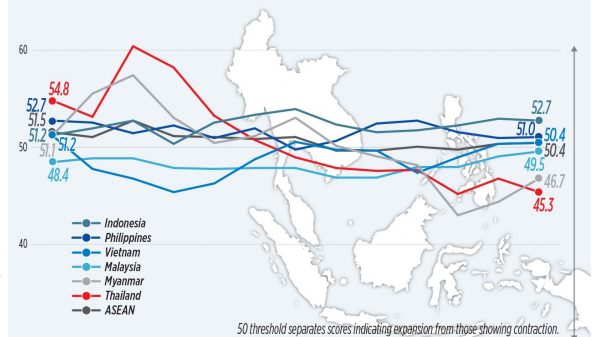 60
54.8
52.7
51.5
51.2
51.2
51.1
50
48.4
52.7
51.0
50.4
50.4
49.5
46.7
45.3
40
Indonesia
Philippines
Vietnam
Malaysia
Myanmar
Thailand
ASEAN
50 threshold separates scores indicating expansion from those showing contraction.